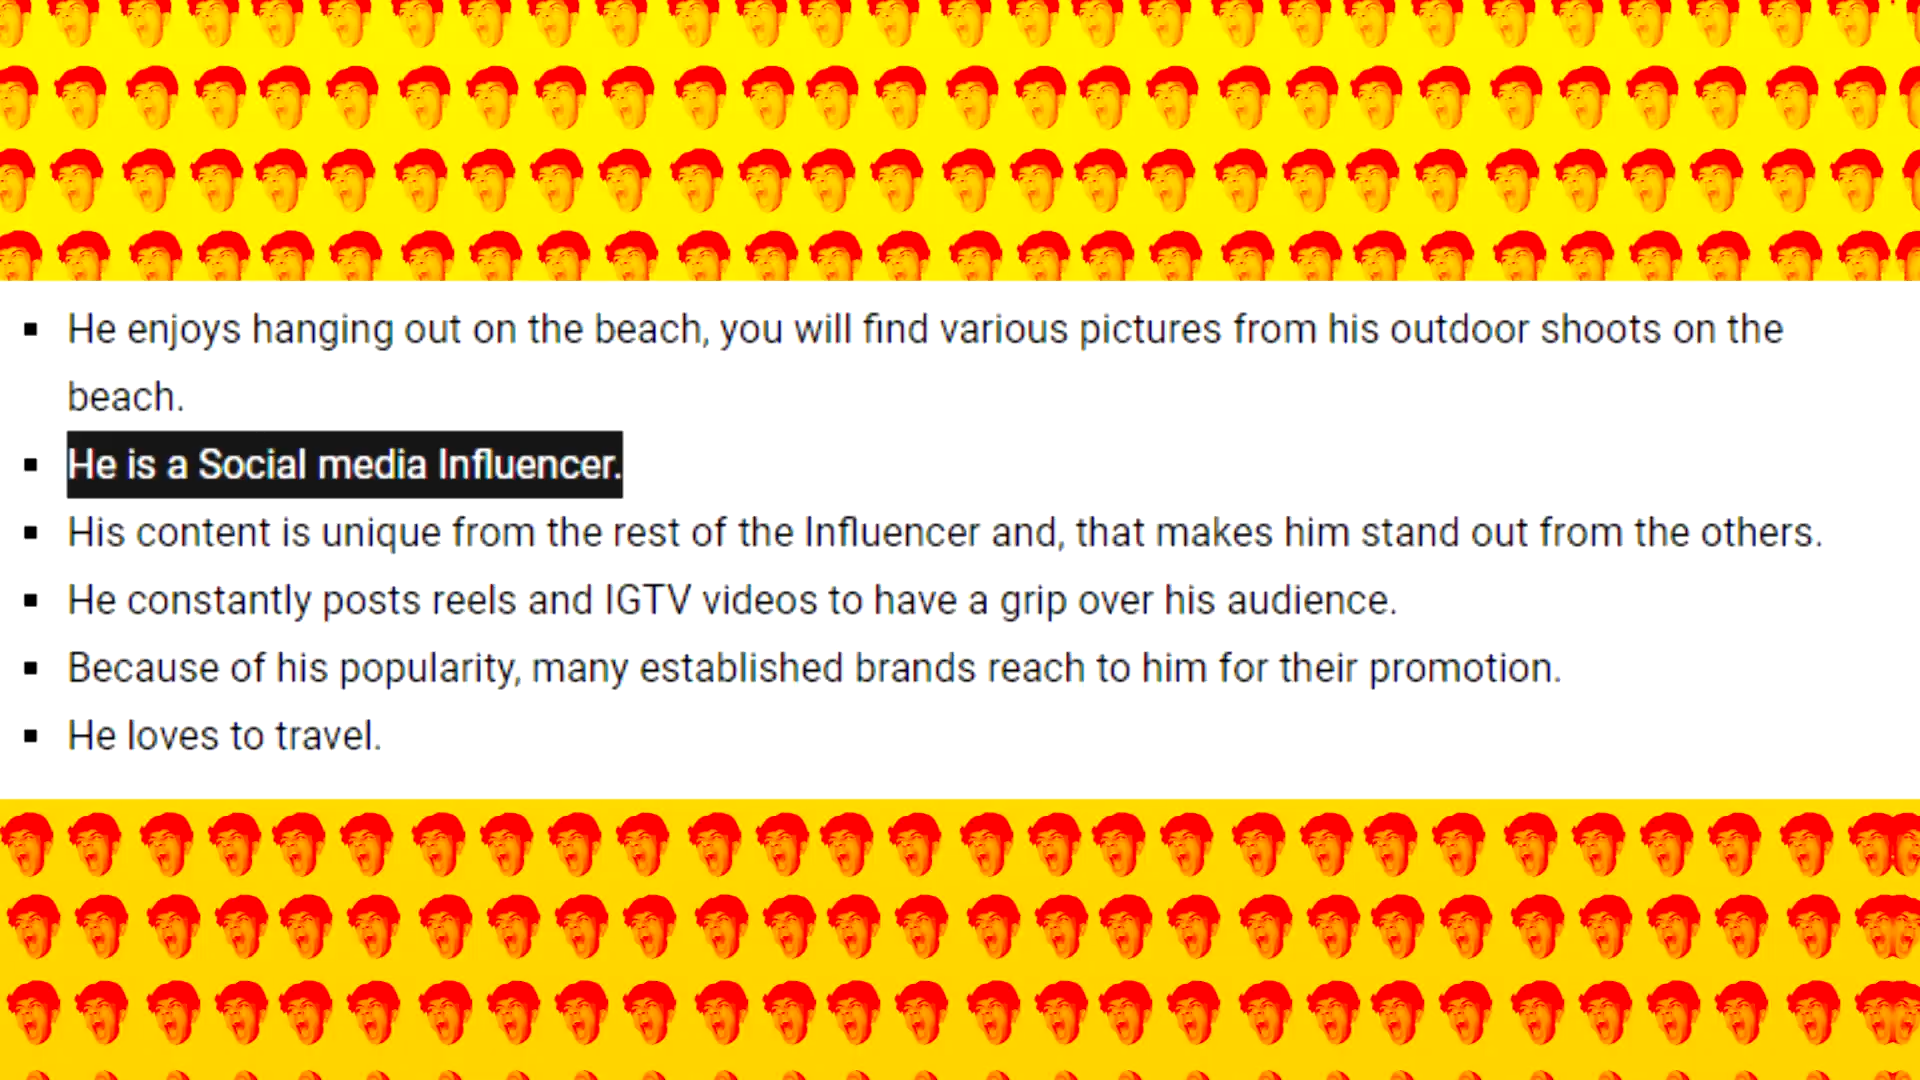 He enjoys hanging out on the beach, you will find various pictures from his outdoor shoots on the
beach.
He is a Social media Influencer.
His content is unique from the rest of the Influencer and, that makes him stand out from the others.
He constantly posts reels and IGTV videos to have a grip over his audience.
Because of his popularity, many established brands reach to him for their promotion.
He loves to travel.